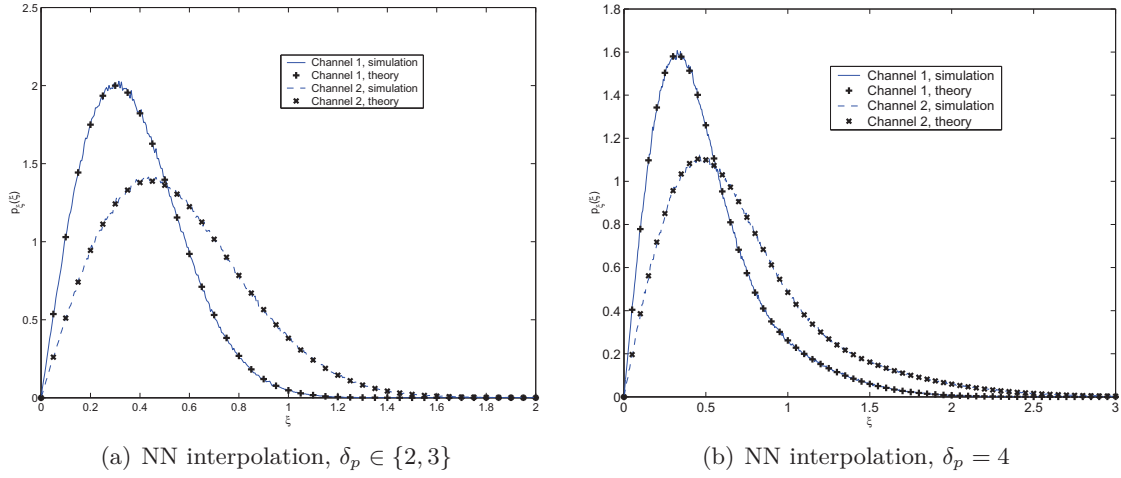 2.5
2
1.5
1
0.5
0
0 0.2 0.4 0.6 0.8 1 1.2 1.4 1.6 1.8 2
p_ξ(ξ)
ξ
Channel 1, simulation
Channel 1, theory
Channel 2, simulation
Channel 2, theory
(a) NN interpolation, δ_p ∈ {2, 3}
1.8
1.6
1.4
1.2
1
0.8
0.6
0.4
0.2
0
0 0.5 1 1.5 2 2.5 3
p_ξ(ξ)
ξ
Channel 1, simulation
Channel 1, theory
Channel 2, simulation
Channel 2, theory
(b) NN interpolation, δ_p = 4